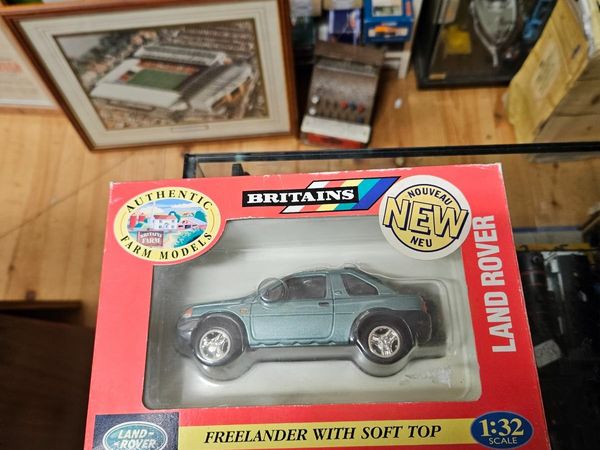 AUTHENTIC
FARM MODELS
BRITAINS
FARM
BRITAINS
NOUVEAU
NEW
NEU
LAND ROVER
LAND-
ROVER
FREELANDER WITH SOFT TOP
1:32
SCALE